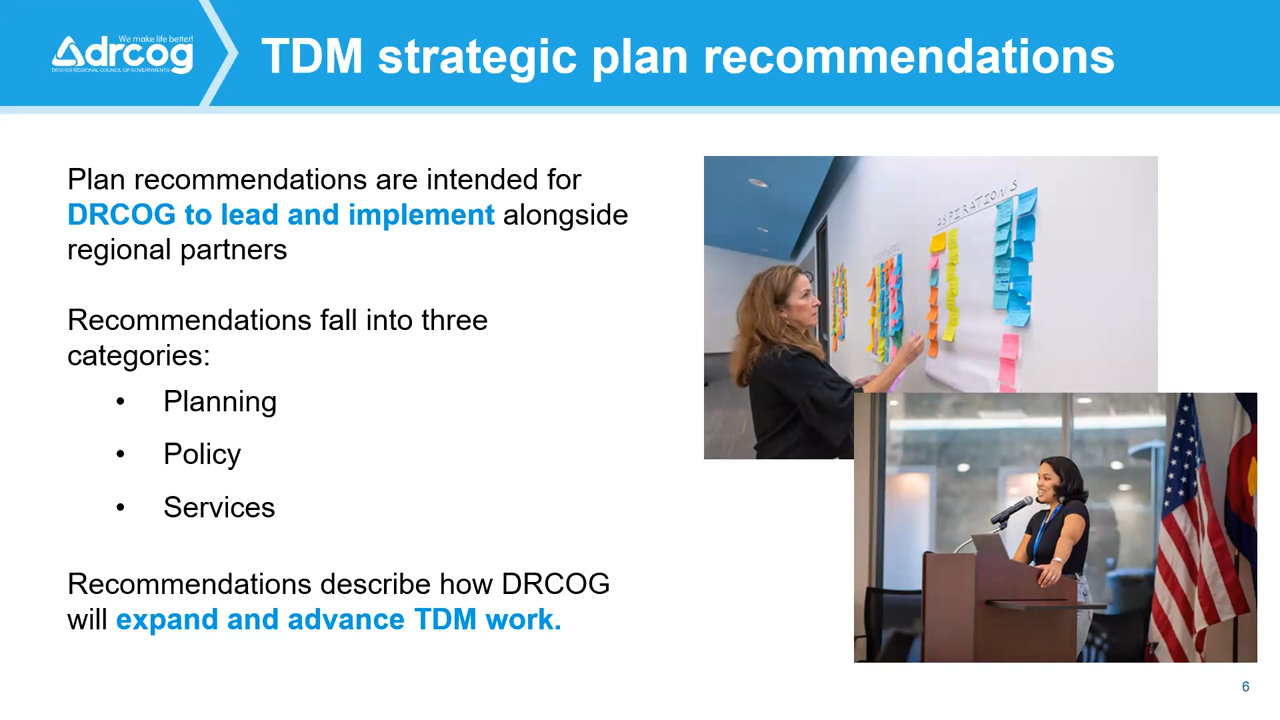 We make life better!
drcog
DENVER REGIONAL COUNCIL OF GOVERNMENTS
TDM strategic plan recommendations
Plan recommendations are intended for
DRCOG to lead and implement alongside
regional partners
Recommendations fall into three
categories:
• Planning
• Policy
• Services
Recommendations describe how DRCOG
will expand and advance TDM work.
ASPIRATIONS
6